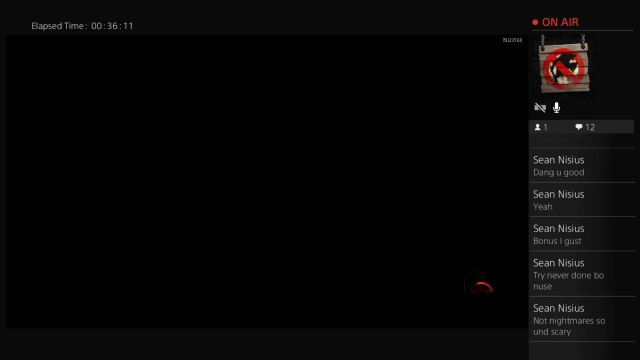 Elapsed Time : 00:36:11
ON AIR
1
12
Sean Nisius
Dang u good
Sean Nisius
Yeah
Sean Nisius
Bonus I gust
Sean Nisius
Try never done bo
nuse
Sean Nisius
Not nightmares so
und scary